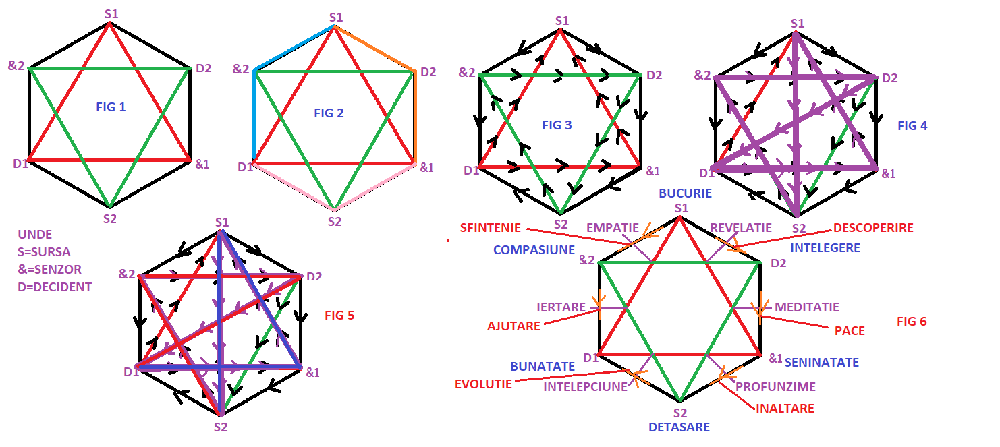 S1
&2
D2
FIG 1
D1
&1
S2
S1
&2
D2
FIG 2
D1
&1
S2
S1
&2
D2
FIG 3
D1
&1
S2
S1
&2
D2
FIG 4
D1
&1
S2
UNDE
S=SURSA
&=SENZOR
D=DECIDENT
S1
&2
D2
FIG 5
D1
&1
S2
BUCURIE
S1
SFINTENIE
EMPATIE
REVELATIE
DESCOPERIRE
COMPASIUNE
INTELEGERE
&2
D2
IERTARE
MEDITATIE
AJUTARE
PACE
FIG 6
D1
&1
SENINATATE
BUNATATE
EVOLUTIE
INTELEPCIUNE
PROFUNZIME
INALTARE
S2
DETASARE